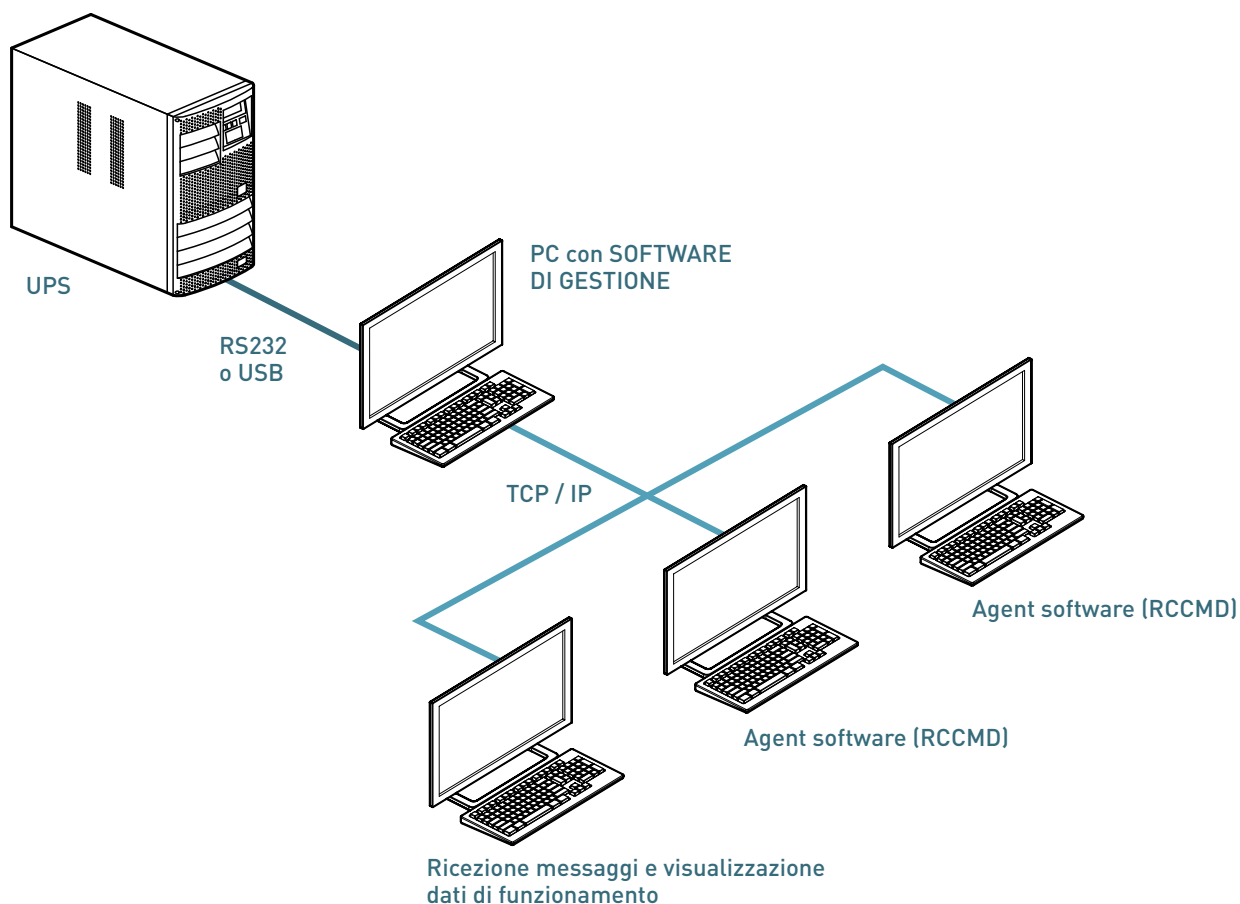 UPS
PC con SOFTWARE
DI GESTIONE
RS232
o USB
TCP / IP
Agent software (RCCMD)
Agent software (RCCMD)
Ricezione messaggi e visualizzazione
dati di funzionamento